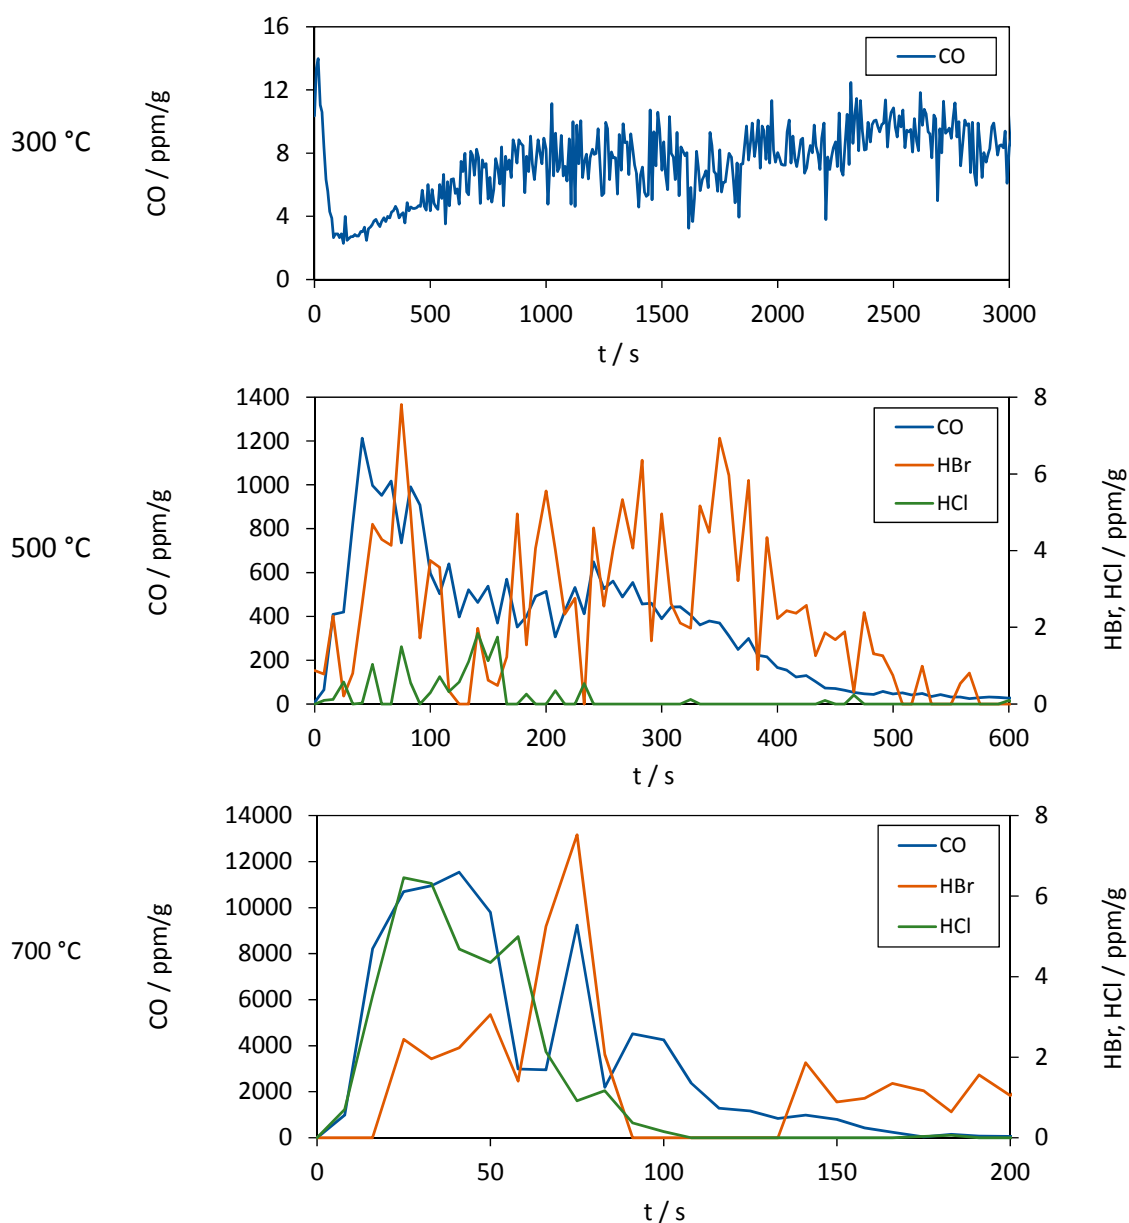 300 °C
CO / ppm/g
16
12
8
4
0
CO
0 500 1000 1500 2000 2500 3000
t / s
500 °C
CO / ppm/g
1400
1200
1000
800
600
400
200
0
CO
HBr
HCl
8
6
4
2
0
HBr, HCl / ppm/g
0 100 200 300 400 500 600
t / s
700 °C
CO / ppm/g
14000
12000
10000
8000
6000
4000
2000
0
CO
HBr
HCl
8
6
4
2
0
HBr, HCl / ppm/g
0 50 100 150 200
t / s